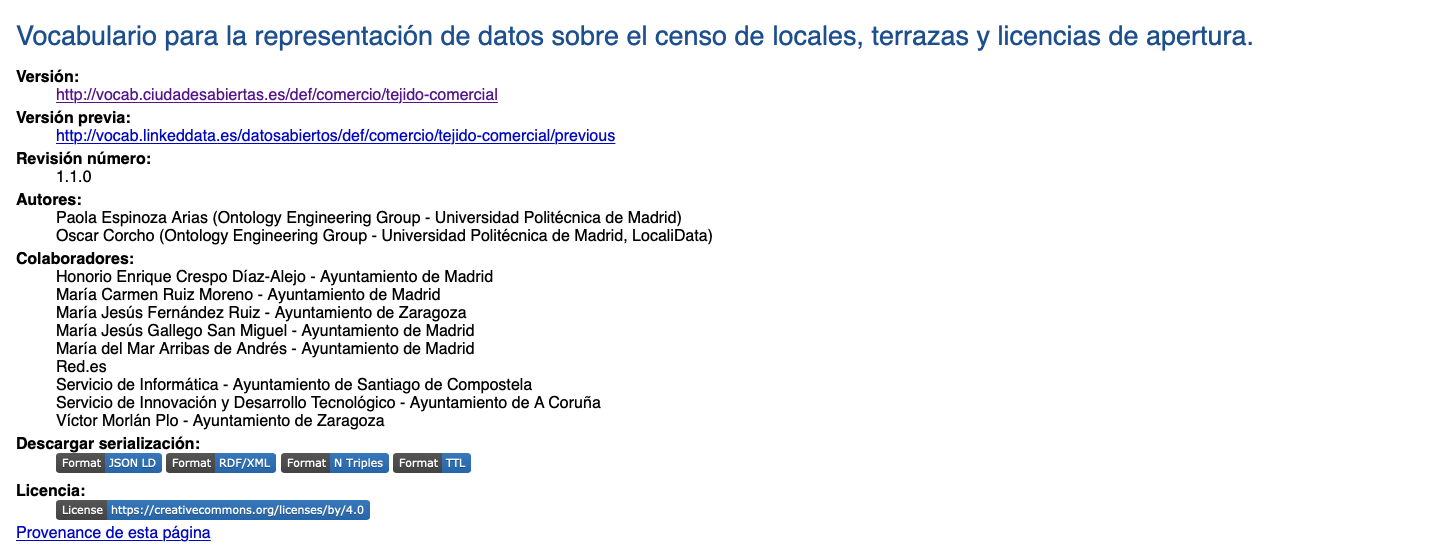 Vocabulario para la representación de datos sobre el censo de locales, terrazas y licencias de apertura.
Versión:
http://vocab.ciudadesabiertas.es/def/comercio/tejido-comercial
Versión previa:
http://vocab.linkeddata.es/datosabiertos/def/comercio/tejido-comercial/previous
Revisión número:
1.1.0
Autores:
Paola Espinoza Arias (Ontology Engineering Group - Universidad Politécnica de Madrid)
Oscar Corcho (Ontology Engineering Group - Universidad Politécnica de Madrid, LocaliData)
Colaboradores:
Honorio Enrique Crespo Díaz-Alejo - Ayuntamiento de Madrid
María Carmen Ruiz Moreno - Ayuntamiento de Madrid
María Jesús Fernández Ruiz - Ayuntamiento de Zaragoza
María Jesús Gallego San Miguel - Ayuntamiento de Madrid
María del Mar Arribas de Andrés - Ayuntamiento de Madrid
Red.es
Servicio de Informática - Ayuntamiento de Santiago de Compostela
Servicio de Innovación y Desarrollo Tecnológico - Ayuntamiento de A Coruña
Víctor Morlán Plo - Ayuntamiento de Zaragoza
Descargar serialización:
Format JSON LD Format RDF/XML Format N Triples Format TTL
Licencia:
License https://creativecommons.org/licenses/by/4.0
Provenance de esta página